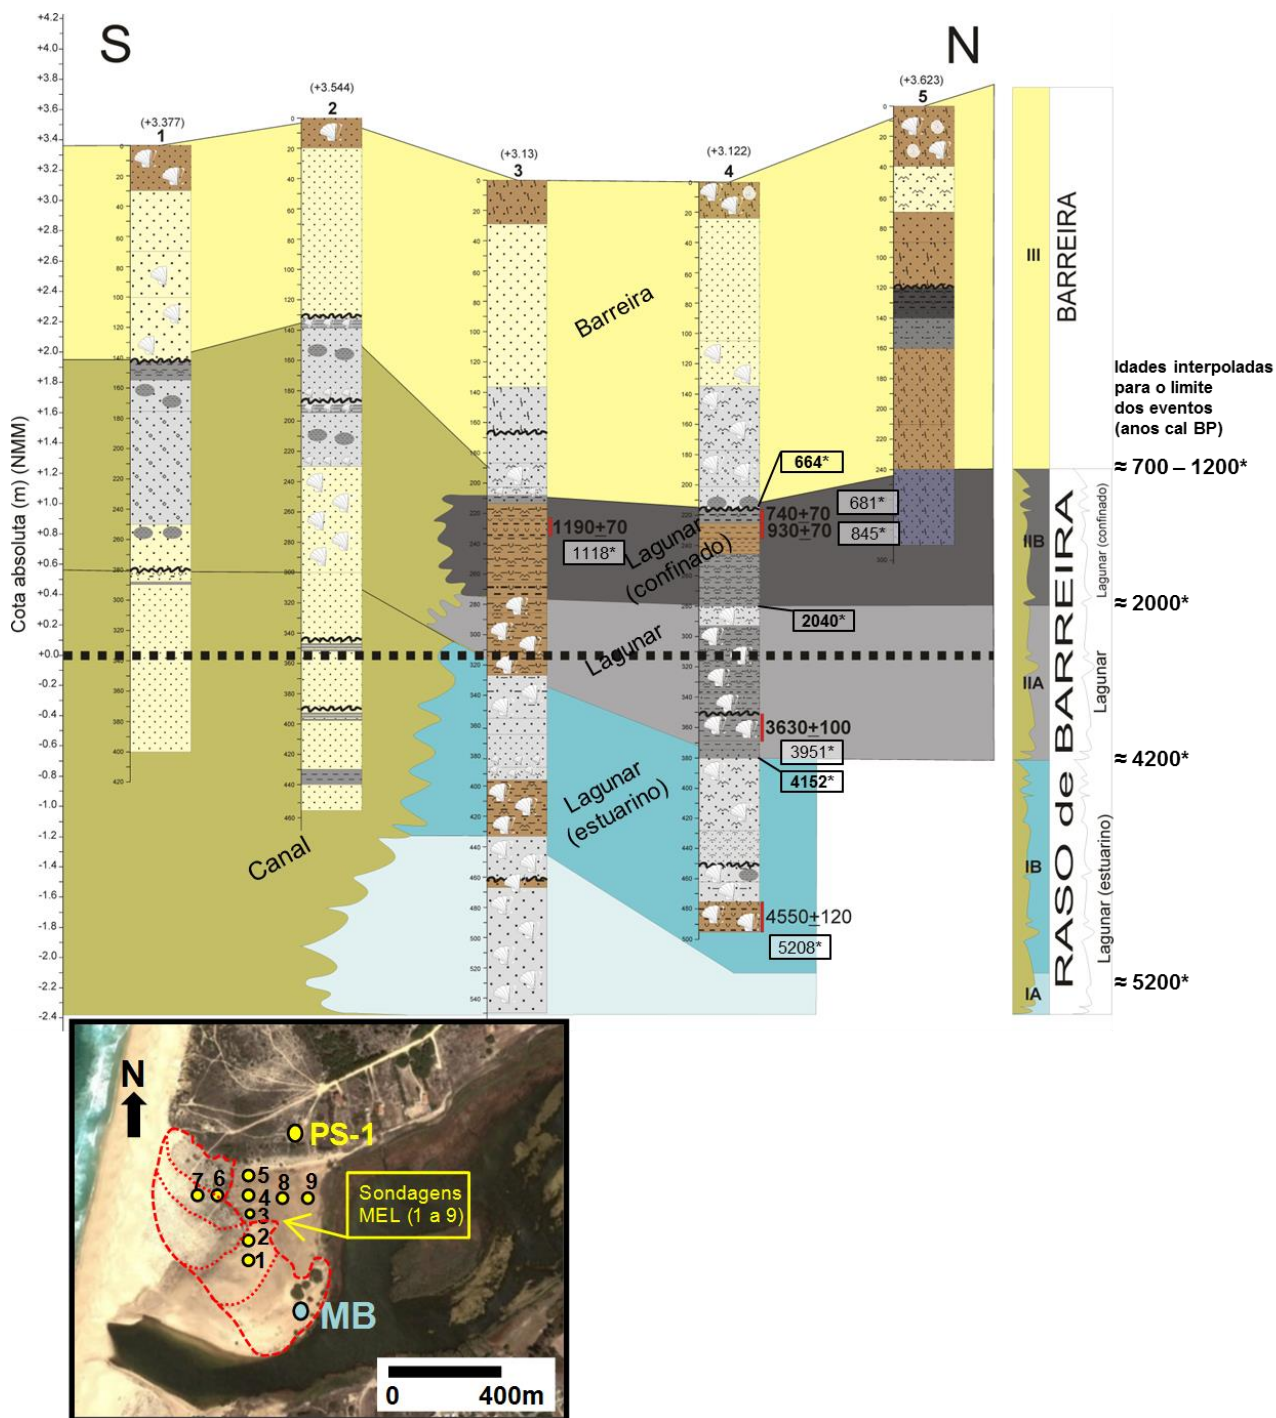 S
N
+4.2
+4.0
+3.8
+3.6
+3.4
+3.2
+3.0
+2.8
+2.6
+2.4
+2.2
+2.0
+1.8
+1.6
+1.4
+1.2
+1.0
+0.8
+0.6
+0.4
+0.2
+0.0
-0.2
-0.4
-0.6
-0.8
-1.0
-1.2
-1.4
-1.6
-1.8
-2.0
-2.2
-2.4
Cota absoluta (m) (NMM)
(+3.377)
1
(+3.544)
2
(+3.13)
3
(+3.122)
4
(+3.623)
5
Barreira
Lagunar
(confinado)
Lagunar
Lagunar
(estuarino)
Canal
1190±70
1118*
664*
740±70
930±70
681*
845*
2040*
3630±100
3951*
4152*
4550±120
5208*
III
IIB
IIA
IB
IA
BARREIRA
RASO de BARREIRA
Lagunar (confinado)
Lagunar
Lagunar (estuarino)
Idades interpoladas
para o limite
dos eventos
(anos cal BP)
≈ 700 – 1200*
≈ 2000*
≈ 4200*
≈ 5200*
N
PS-1
7
6
5
4
8
9
3
2
1
Sondagens
MEL (1 a 9)
MB
0
400m